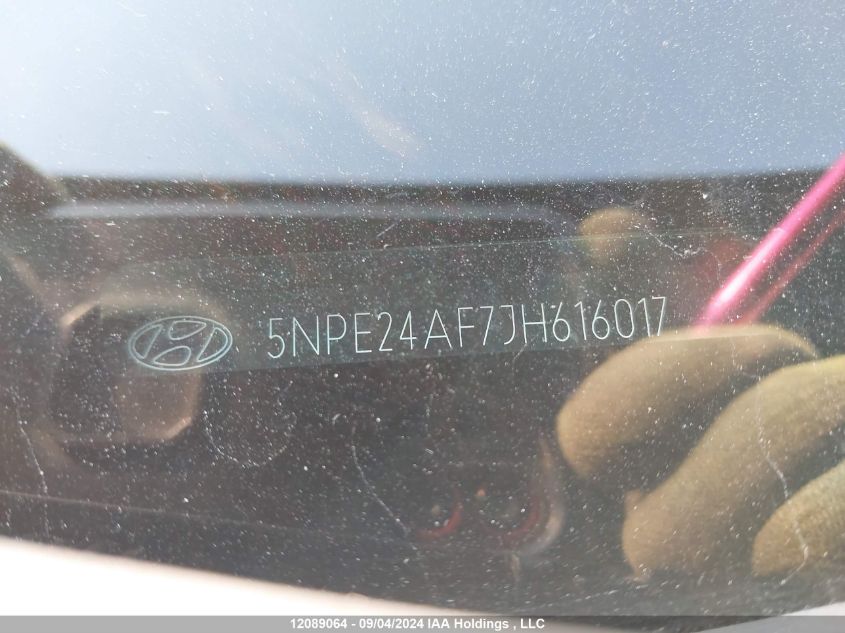 5NPE24AF7JH616017
12089064 - 09/04/2024 IAA Holdings , LLC